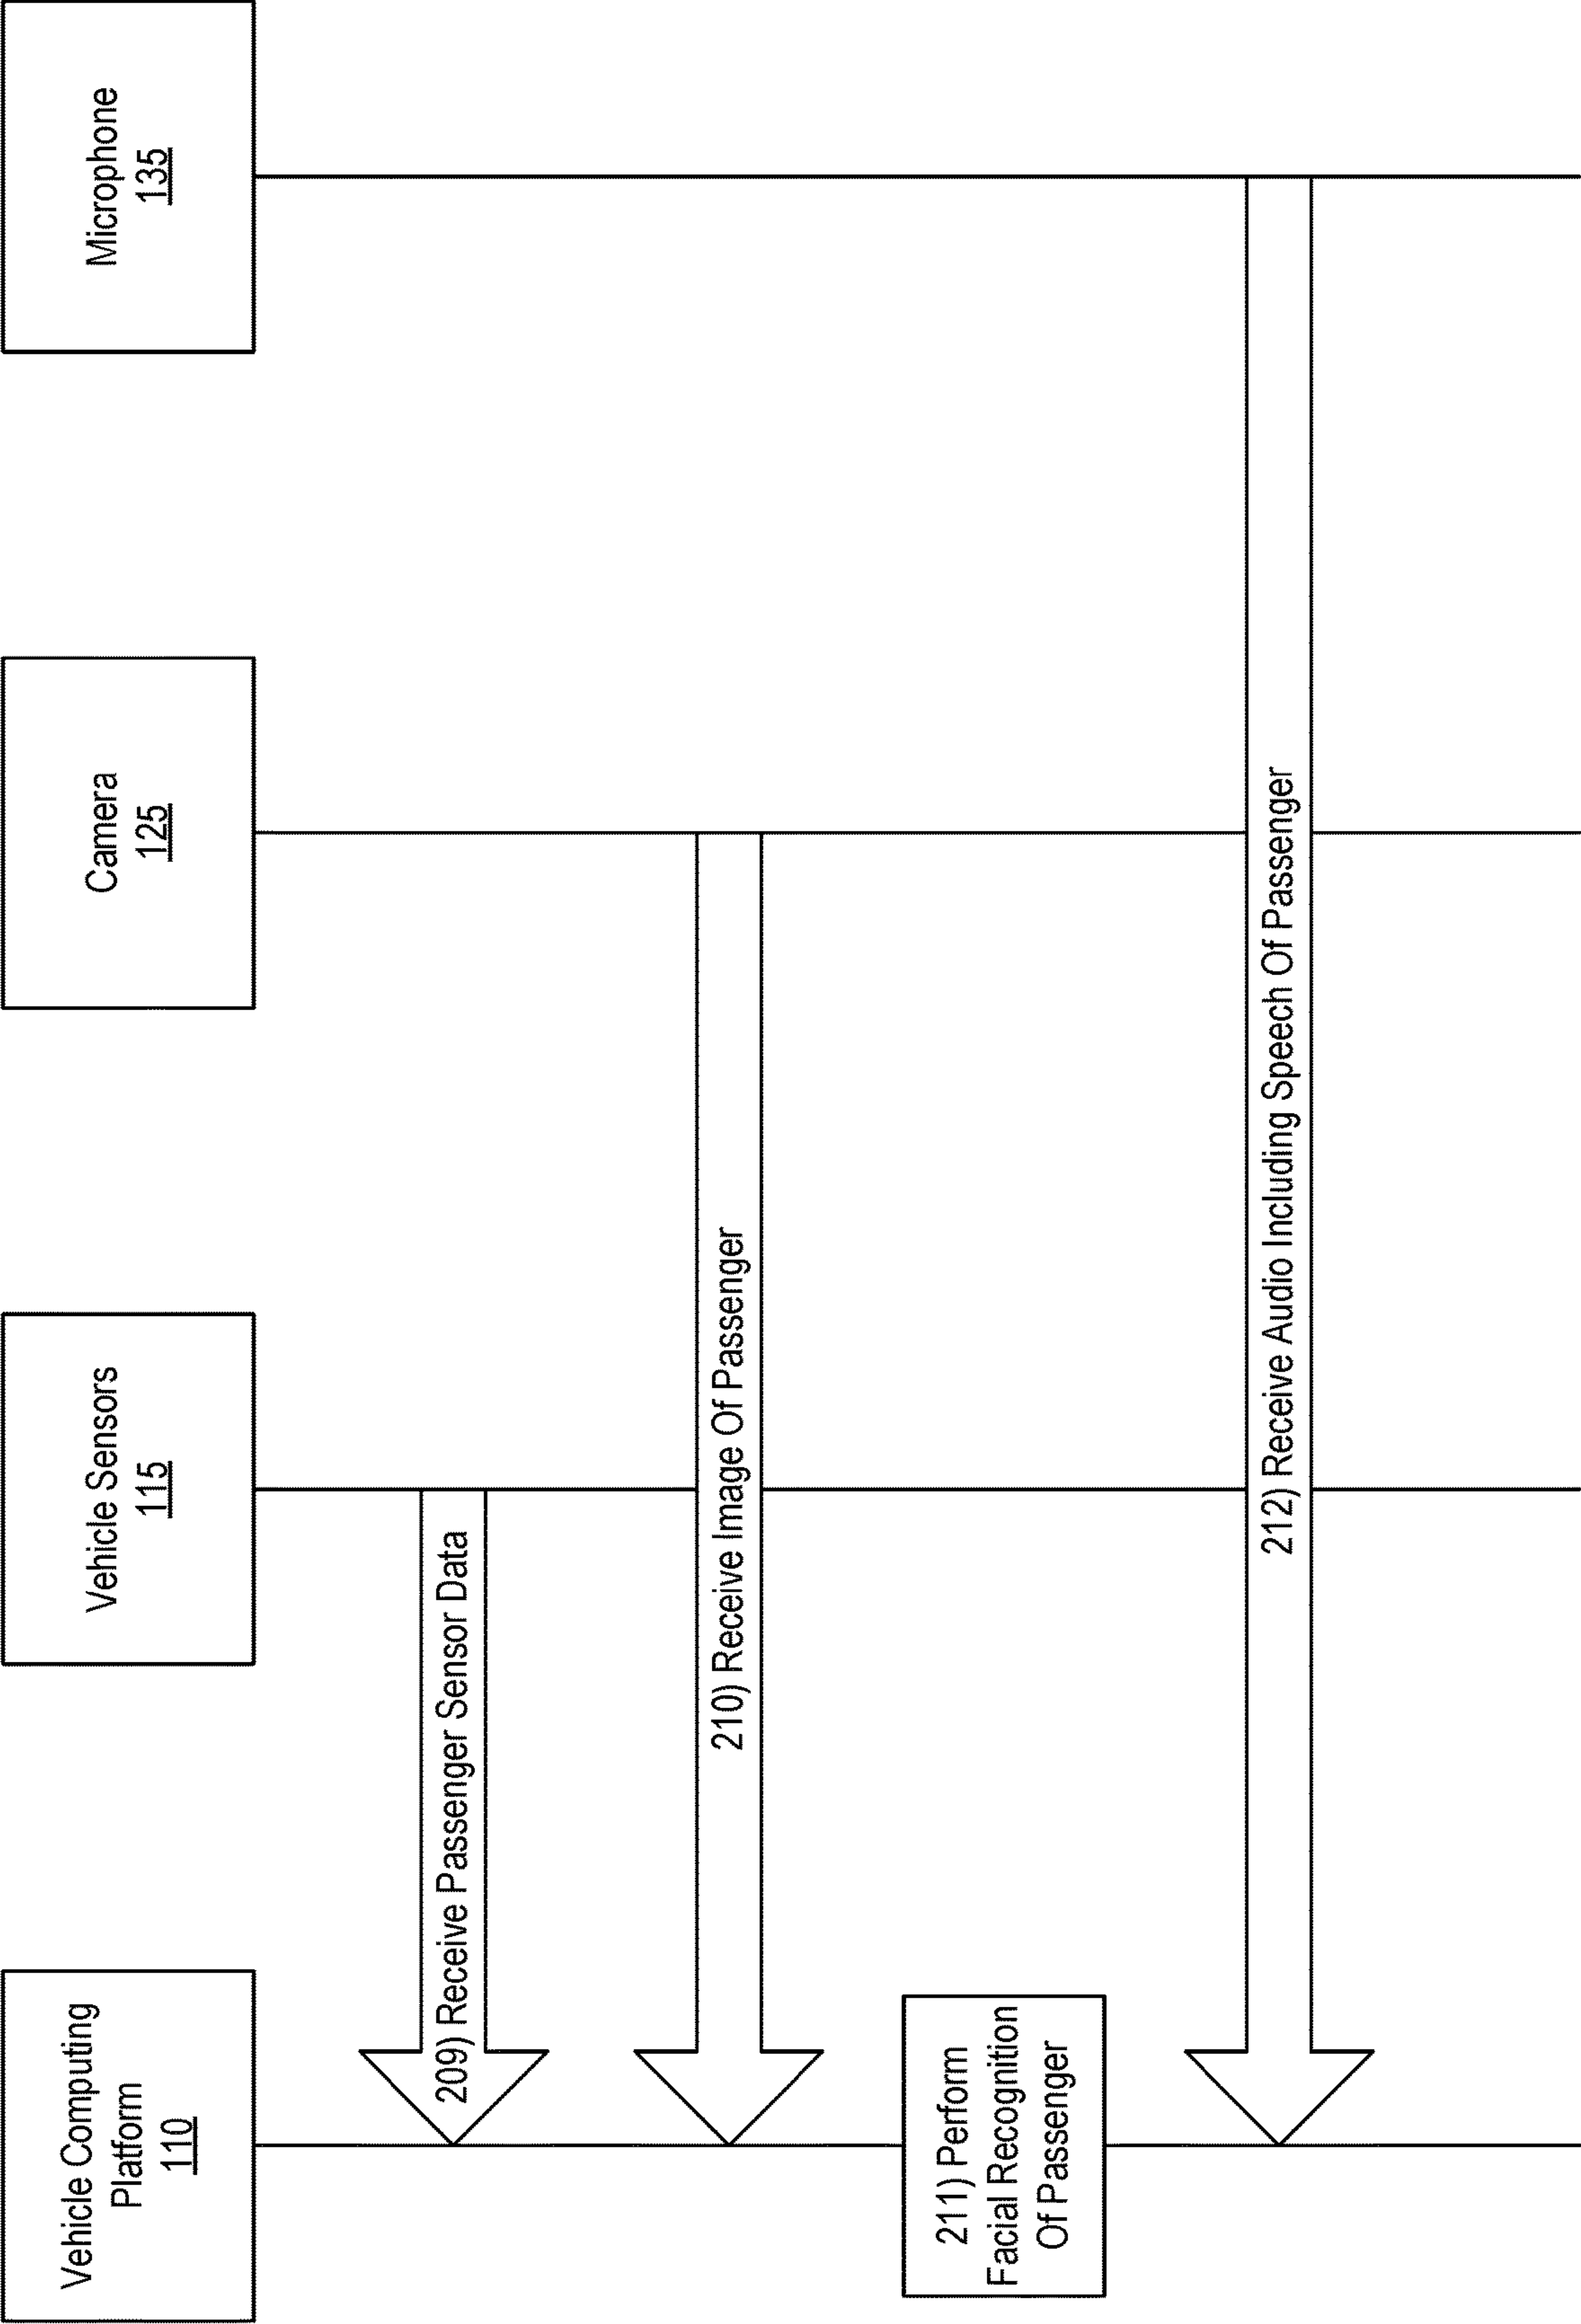 Vehicle Computing
Platform
110
Vehicle Sensors
115
Camera
125
Microphone
135
209) Receive Passenger Sensor Data
210) Receive Image Of Passenger
211) Perform
Facial Recognition
Of Passenger
212) Receive Audio Including Speech Of Passenger